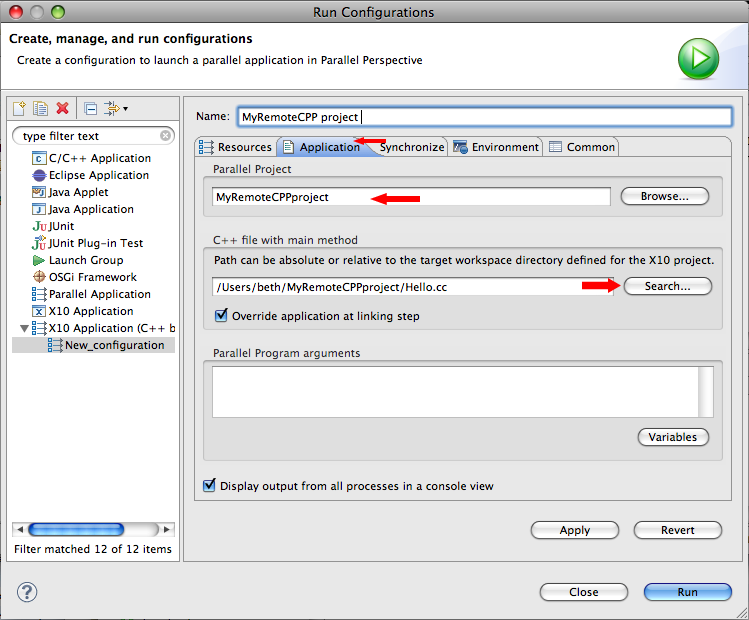 Run Configurations
Create, manage, and run configurations
Create a configuration to launch a parallel application in Parallel Perspective
type filter text
C/C++ Application
Eclipse Application
Java Applet
Java Application
JUnit
JUnit Plug-in Test
Launch Group
OSGi Framework
Parallel Application
X10 Application
X10 Application (C++ b
New_configuration
Filter matched 12 of 12 items
Name: MyRemoteCPP project
Resources Application Synchronize Environment Common
Parallel Project
MyRemoteCPPproject Browse...
C++ file with main method
Path can be absolute or relative to the target workspace directory defined for the X10 project.
/Users/beth/MyRemoteCPPproject/Hello.cc Search...
Override application at linking step
Parallel Program arguments
Variables
Display output from all processes in a console view
Apply Revert
? Close Run